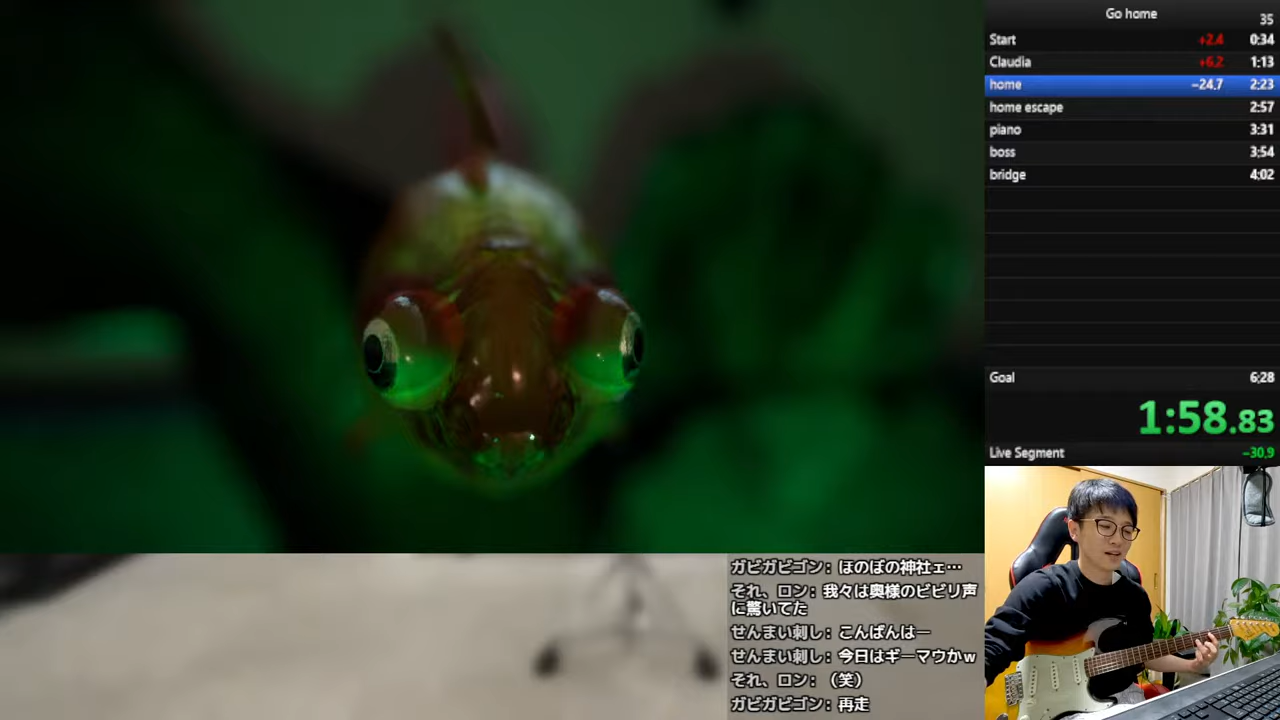 Go home
35
Start +2.4 0:34
Claudia +6.2 1:13
home −24.7 2:23
home escape 2:57
piano 3:31
boss 3:54
bridge 4:02
Goal 6:28
1:58.83
Live Segment −30.9
ガビガビゴン: ほのぼの神社ェ…
それ、ロン: 我々は奥様のビビリ声
に驚いてた
せんまい刺し: こんばんはー
せんまい刺し: 今日はギーマウかw
それ、ロン: （笑）
ガビガビゴン: 再走